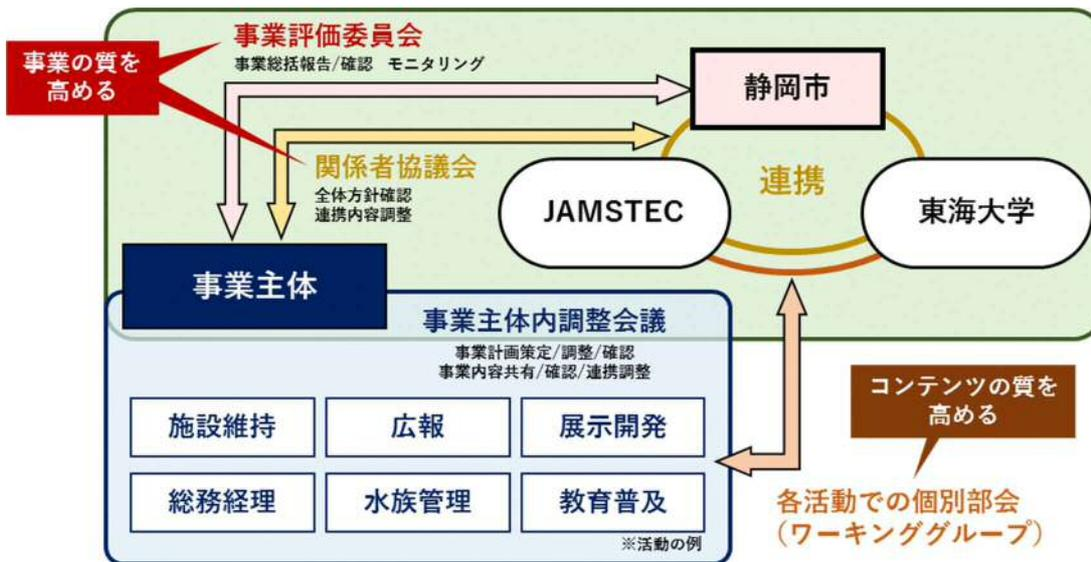 事業評価委員会
事業総括報告/確認　モニタリング
事業の質を
高める
静岡市
関係者協議会
全体方針確認
連携内容調整
連携
JAMSTEC
東海大学
事業主体
事業主体内調整会議
事業計画策定/調整/確認
事業内容共有/確認/連携調整
施設維持
広報
展示開発
総務経理
水族管理
教育普及
※活動の例
コンテンツの質を
高める
各活動での個別部会
（ワーキンググループ）